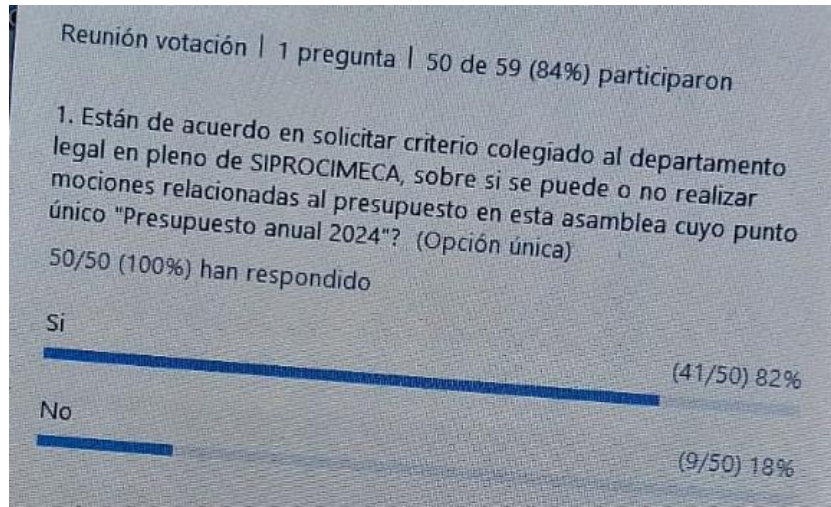 Reunión votación | 1 pregunta | 50 de 59 (84%) participaron
1. Están de acuerdo en solicitar criterio colegiado al departamento
legal en pleno de SIPROCIMECA, sobre si se puede o no realizar
mociones relacionadas al presupuesto en esta asamblea cuyo punto
único "Presupuesto anual 2024"? (Opción única)
50/50 (100%) han respondido
Si
(41/50) 82%
No
(9/50) 18%